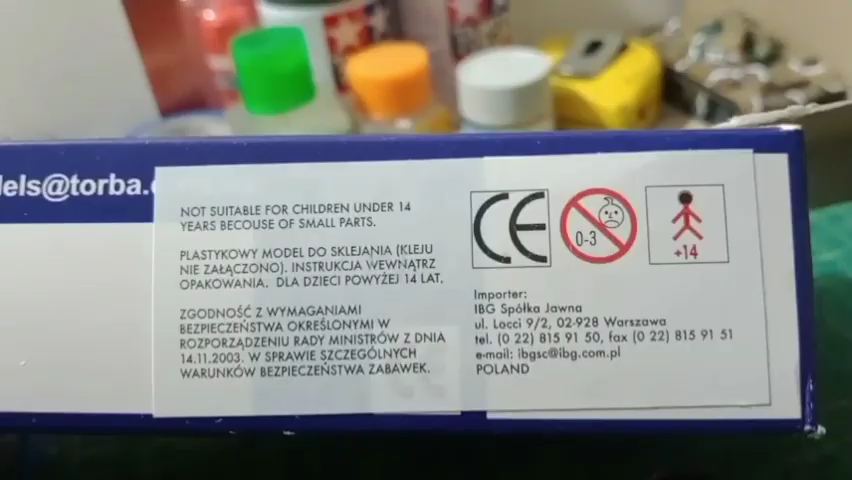 els@torba.
NOT SUITABLE FOR CHILDREN UNDER 14
YEARS BECOUSE OF SMALL PARTS.
PLASTYKOWY MODEL DO SKLEJANIA (KLEJU
NIE ZAŁĄCZONO). INSTRUKCJA WEWNĄTRZ
OPAKOWANIA. DLA DZIECI POWYŻEJ 14 LAT.
ZGODNOŚĆ Z WYMAGANIAMI
BEZPIECZEŃSTWA OKREŚLONYMI W
ROZPORZĄDZENIU RADY MINISTRÓW Z DNIA
14.11.2003. W SPRAWIE SZCZEGÓLNYCH
WARUNKÓW BEZPIECZEŃSTWA ZABAWEK.
CE
0-3
+14
Importer:
IBG Spółka Jawna
ul. Locci 9/2, 02-928 Warszawa
tel. (0 22) 815 91 50, fax (0 22) 815 91 51
e-mail: ibgsc@ibg.com.pl
POLAND